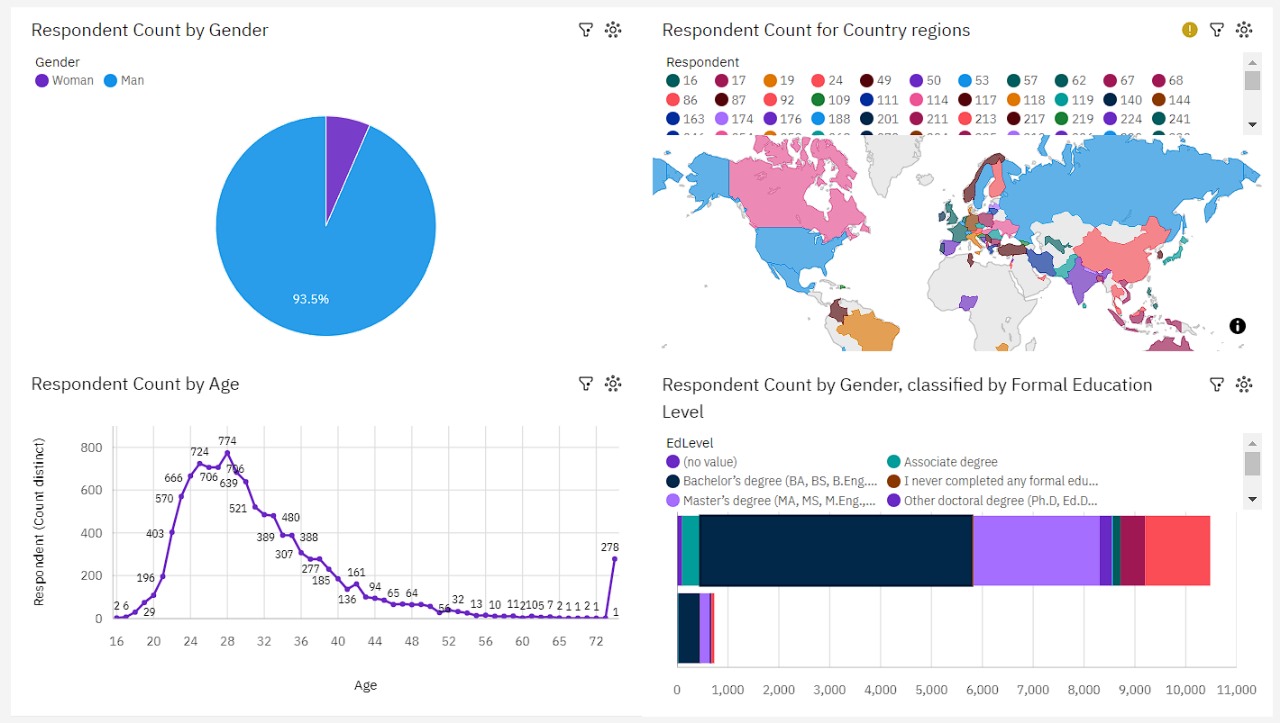 Respondent Count by Gender
Gender
Woman Man
93.5%
Respondent Count for Country regions
Respondent
16 17 19 24 49 50 53 57 62 67 68
86 87 92 109 111 114 117 118 119 140 144
163 174 176 188 201 211 213 217 219 224 241
Respondent Count by Age
Respondent (Count distinct)
800
600
400
200
0
2 6 29 196 403 570 666 724 706 774 706 639 521 389 480 307 388 277 185 136 161 94 65 64 56 32 13 10 11 2 10 5 7 2 1 1 2 1 278 1
16 20 24 28 32 36 40 44 48 52 56 60 62 65 72
Age
Respondent Count by Gender, classified by Formal Education
Level
EdLevel
(no value) Associate degree
Bachelor's degree (BA, BS, B.Eng.... I never completed any formal edu...
Master's degree (MA, MS, M.Eng.,... Other doctoral degree (Ph.D, Ed.D...
0 1,000 2,000 3,000 4,000 5,000 6,000 7,000 8,000 9,000 10,000 11,000